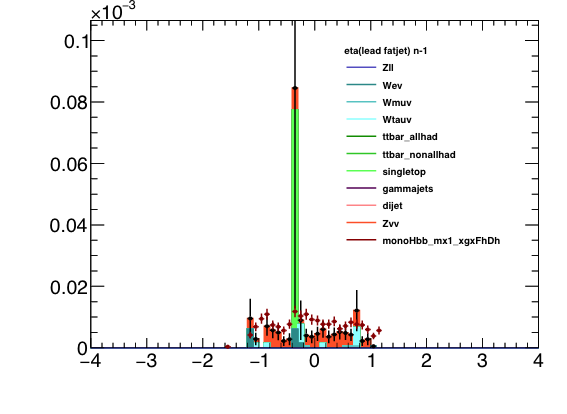 ×10⁻³
0.1
0.08
0.06
0.04
0.02
0
−4 −3 −2 −1 0 1 2 3 4
eta(lead fatjet) n-1
Zll
Wev
Wmuv
Wtauv
ttbar_allhad
ttbar_nonallhad
singletop
gammajets
dijet
Zvv
monoHbb_mx1_xgxFhDh